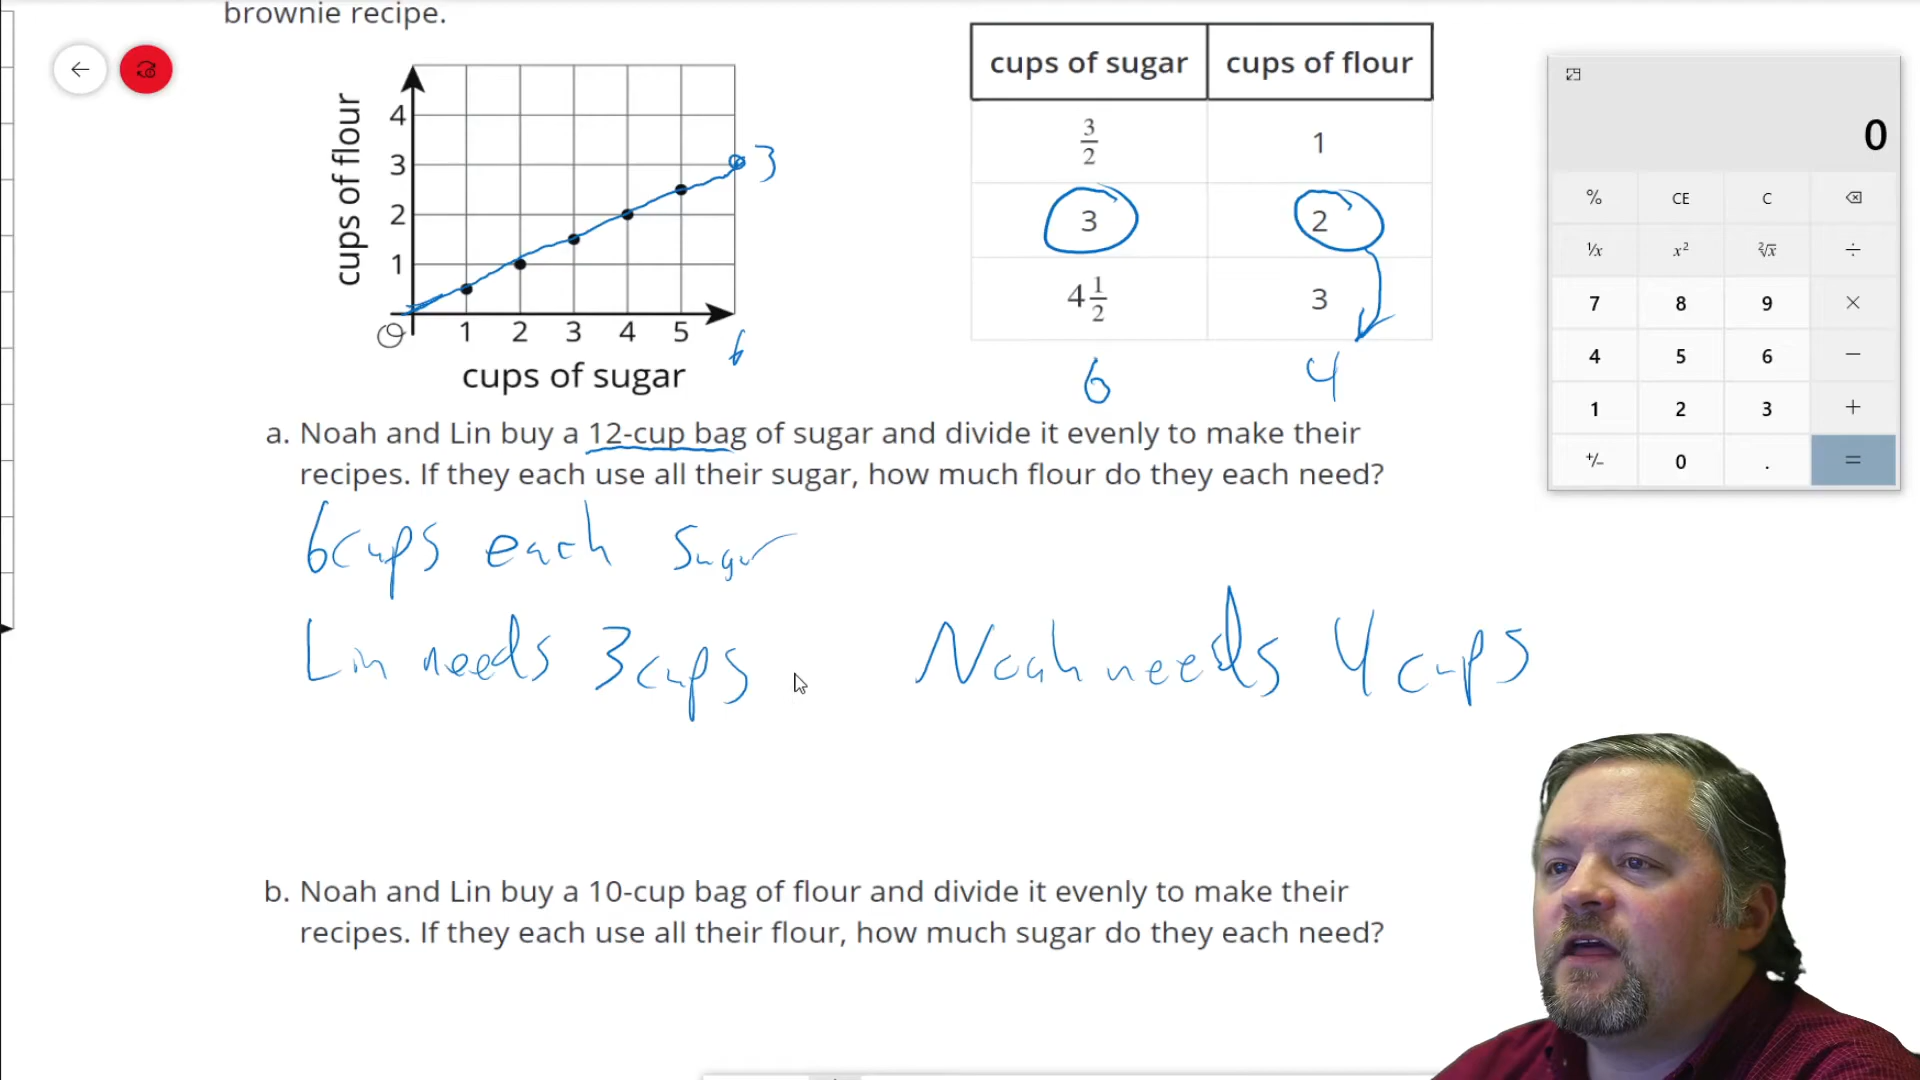 brownie recipe.
cups of flour
4
3
2
1
3
1 2 3 4 5 6
cups of sugar
cups of sugar cups of flour
3/2 1
3 2
4 1/2 3
6 4
a. Noah and Lin buy a 12-cup bag of sugar and divide it evenly to make their
recipes. If they each use all their sugar, how much flour do they each need?
6cups each sugar
Lin needs 3cups Noah needs 4 cups
b. Noah and Lin buy a 10-cup bag of flour and divide it evenly to make their
recipes. If they each use all their flour, how much sugar do they each need?
0
% CE C
¹/x x² ²√x ÷
7 8 9 ×
4 5 6 −
1 2 3 +
+/− 0 . =